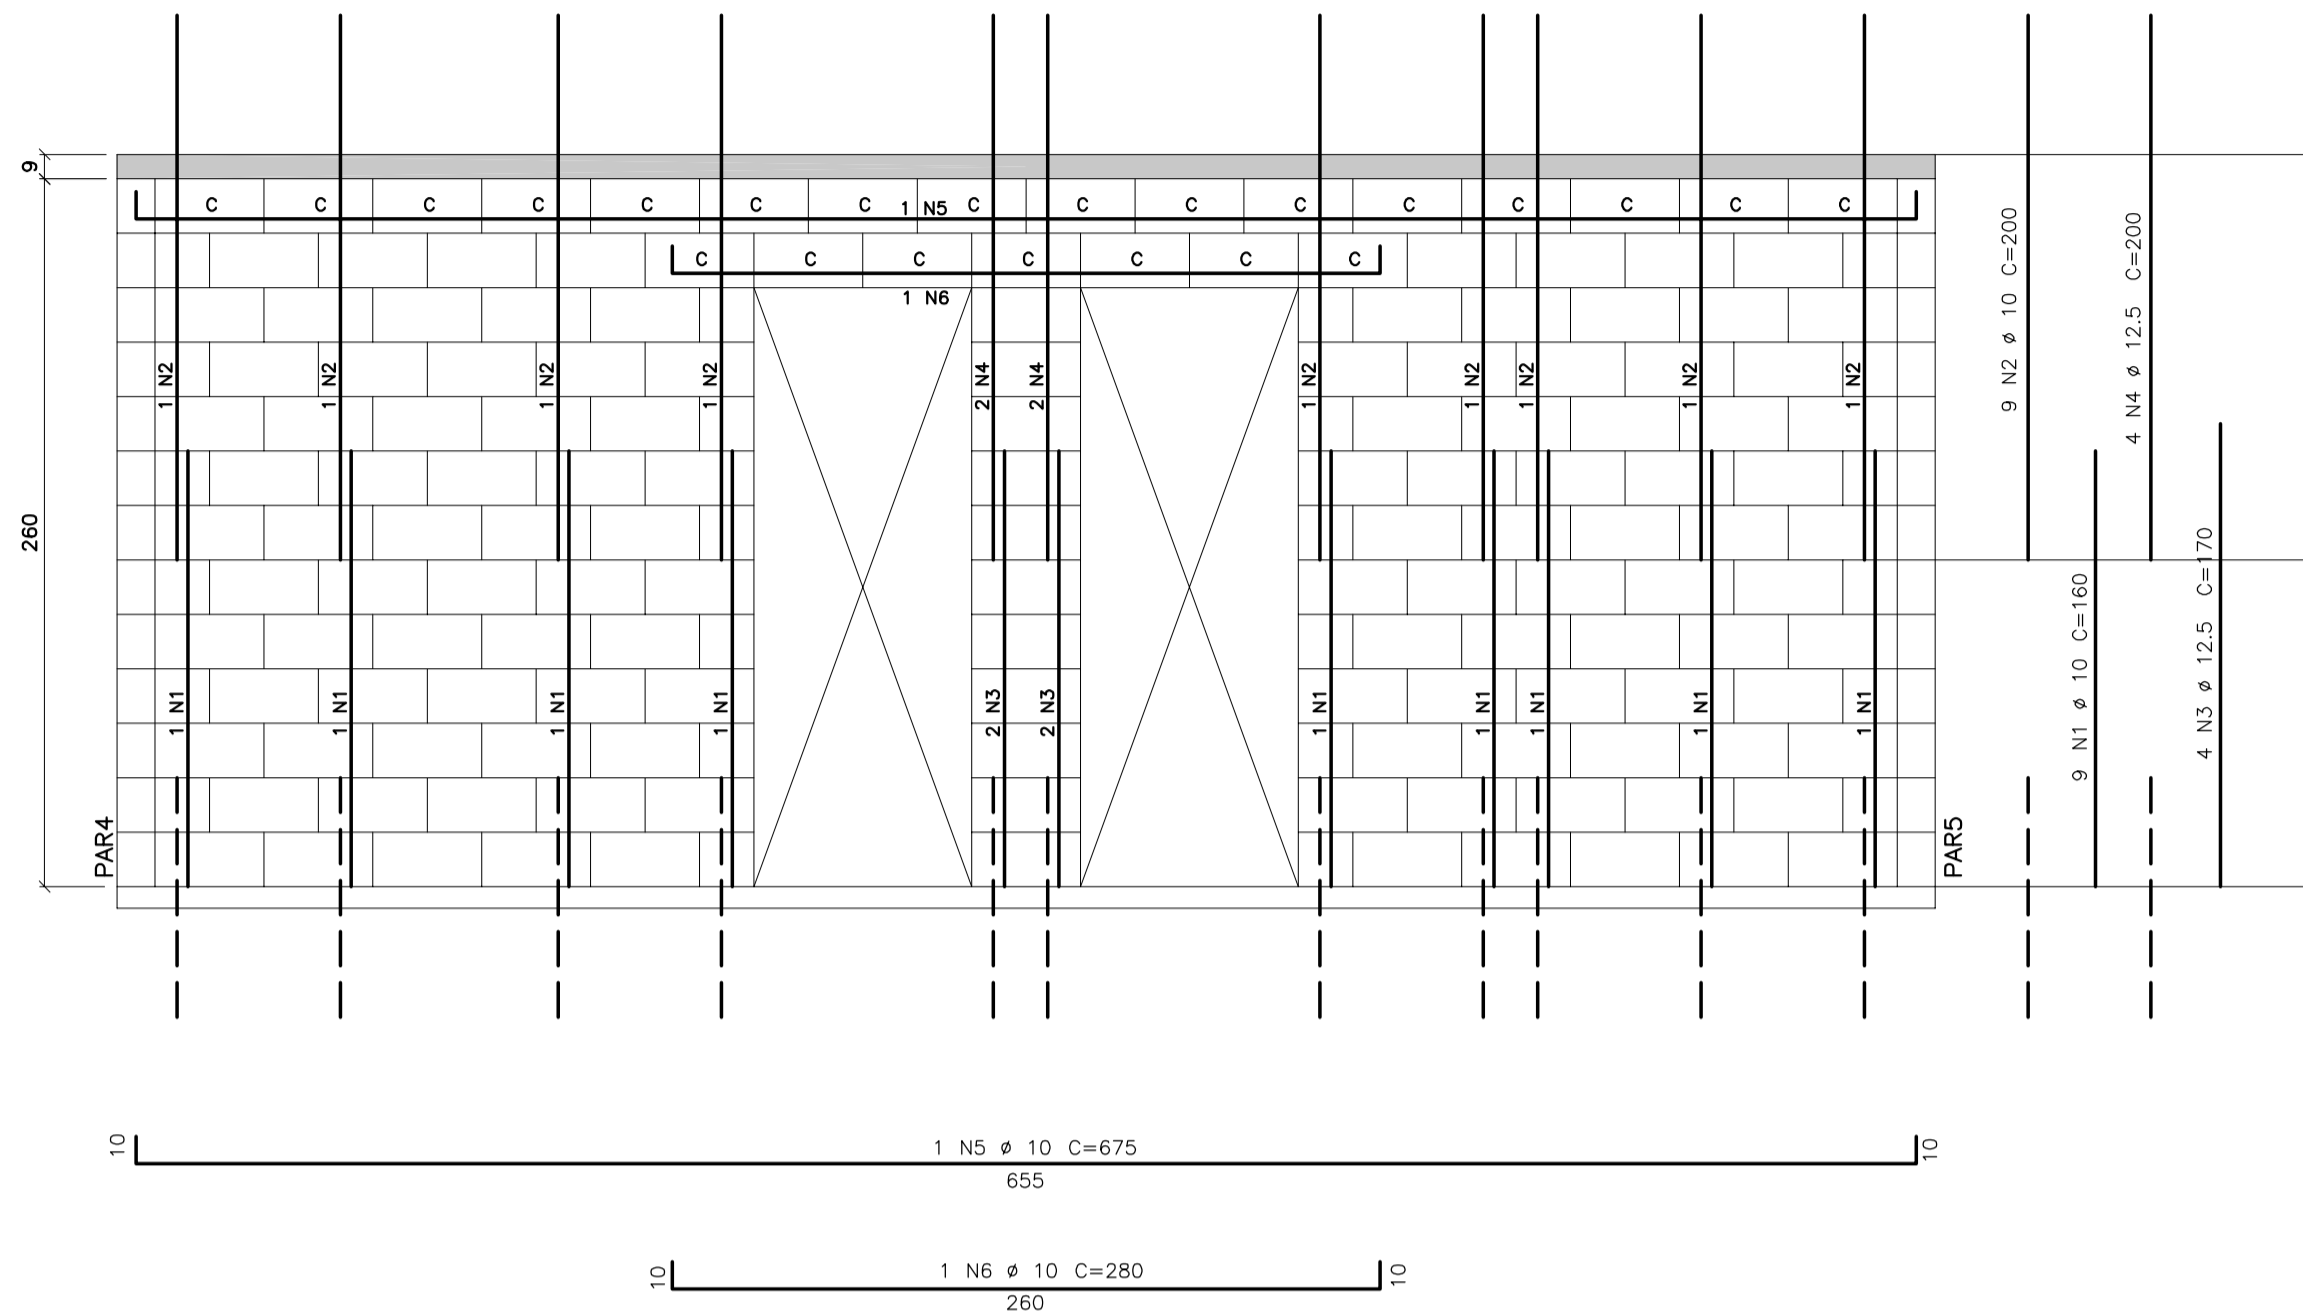 9
C C C C C C C C C C C C C C C C
1 N5
C C C C C C C
1 N6
1 N2
1 N2
1 N2
1 N2
2 N4
2 N4
1 N2
1 N2
1 N2
1 N2
1 N2
9 N2 ø 10 C=200
4 N4 ø 12.5 C=200
260
1 N1
1 N1
1 N1
1 N1
2 N3
2 N3
1 N1
1 N1
1 N1
1 N1
1 N1
9 N1 ø 10 C=160
4 N3 ø 12.5 C=170
PAR4
PAR5
10
1 N5 ø 10 C=675
10
655
10
1 N6 ø 10 C=280
10
260